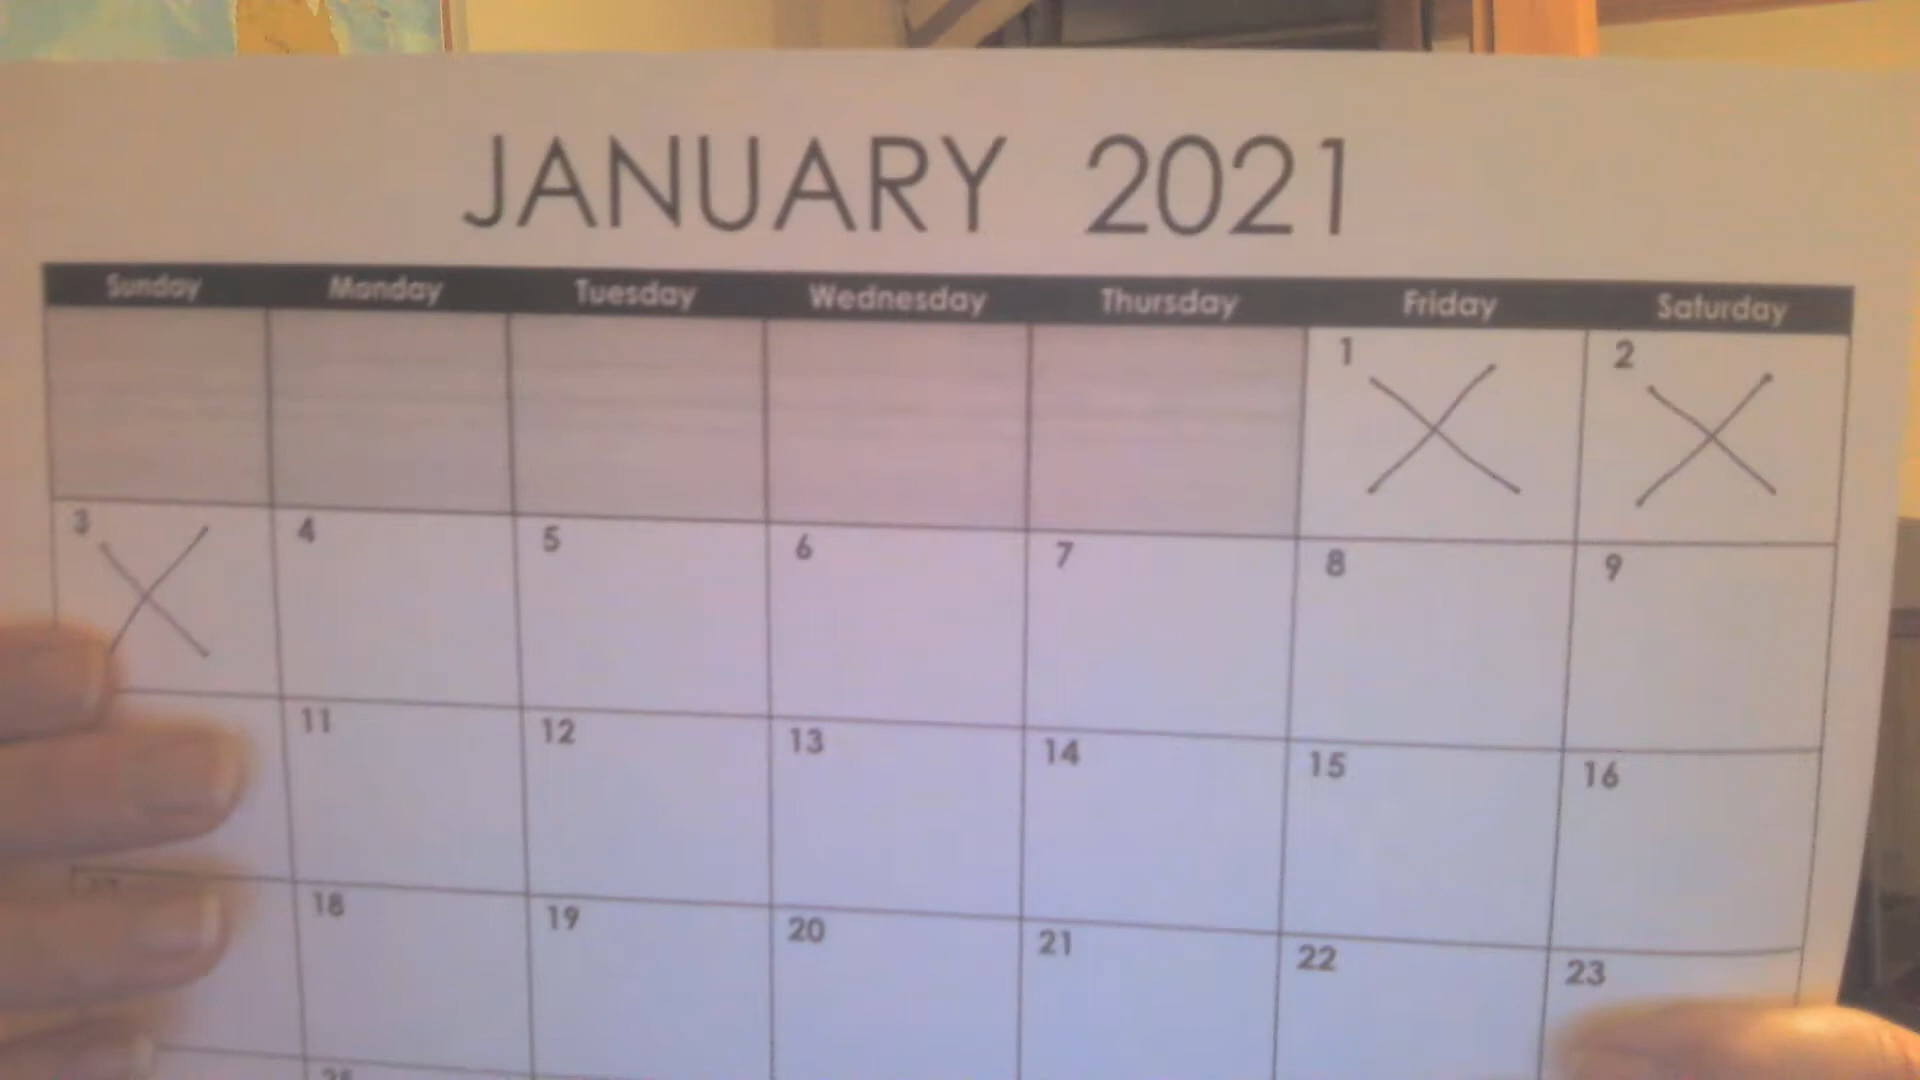 JANUARY 2021
Sunday Monday Tuesday Wednesday Thursday Friday Saturday
1 2
3 4 5 6 7 8 9
11 12 13 14 15 16
18 19 20 21 22 23